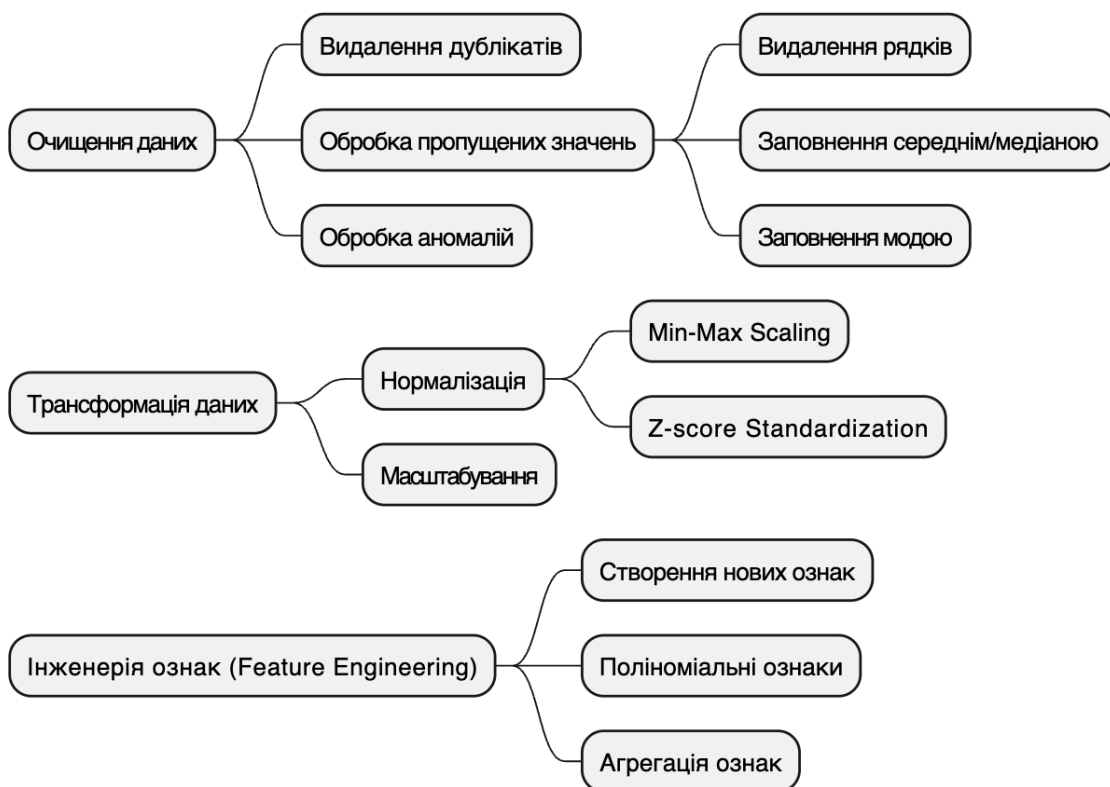 Очищення даних
Видалення дублікатів
Обробка пропущених значень
Видалення рядків
Заповнення середнім/медіаною
Заповнення модою
Обробка аномалій
Трансформація даних
Нормалізація
Min-Max Scaling
Z-score Standardization
Масштабування
Інженерія ознак (Feature Engineering)
Створення нових ознак
Поліноміальні ознаки
Агрегація ознак